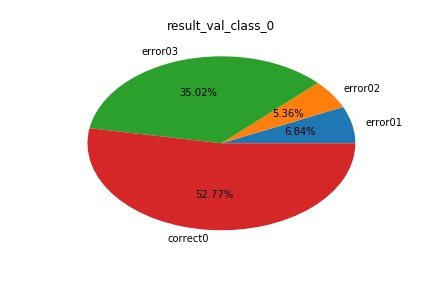 result_val_class_0
error03
35.02%
error02
5.36%
error01
6.84%
52.77%
correct0